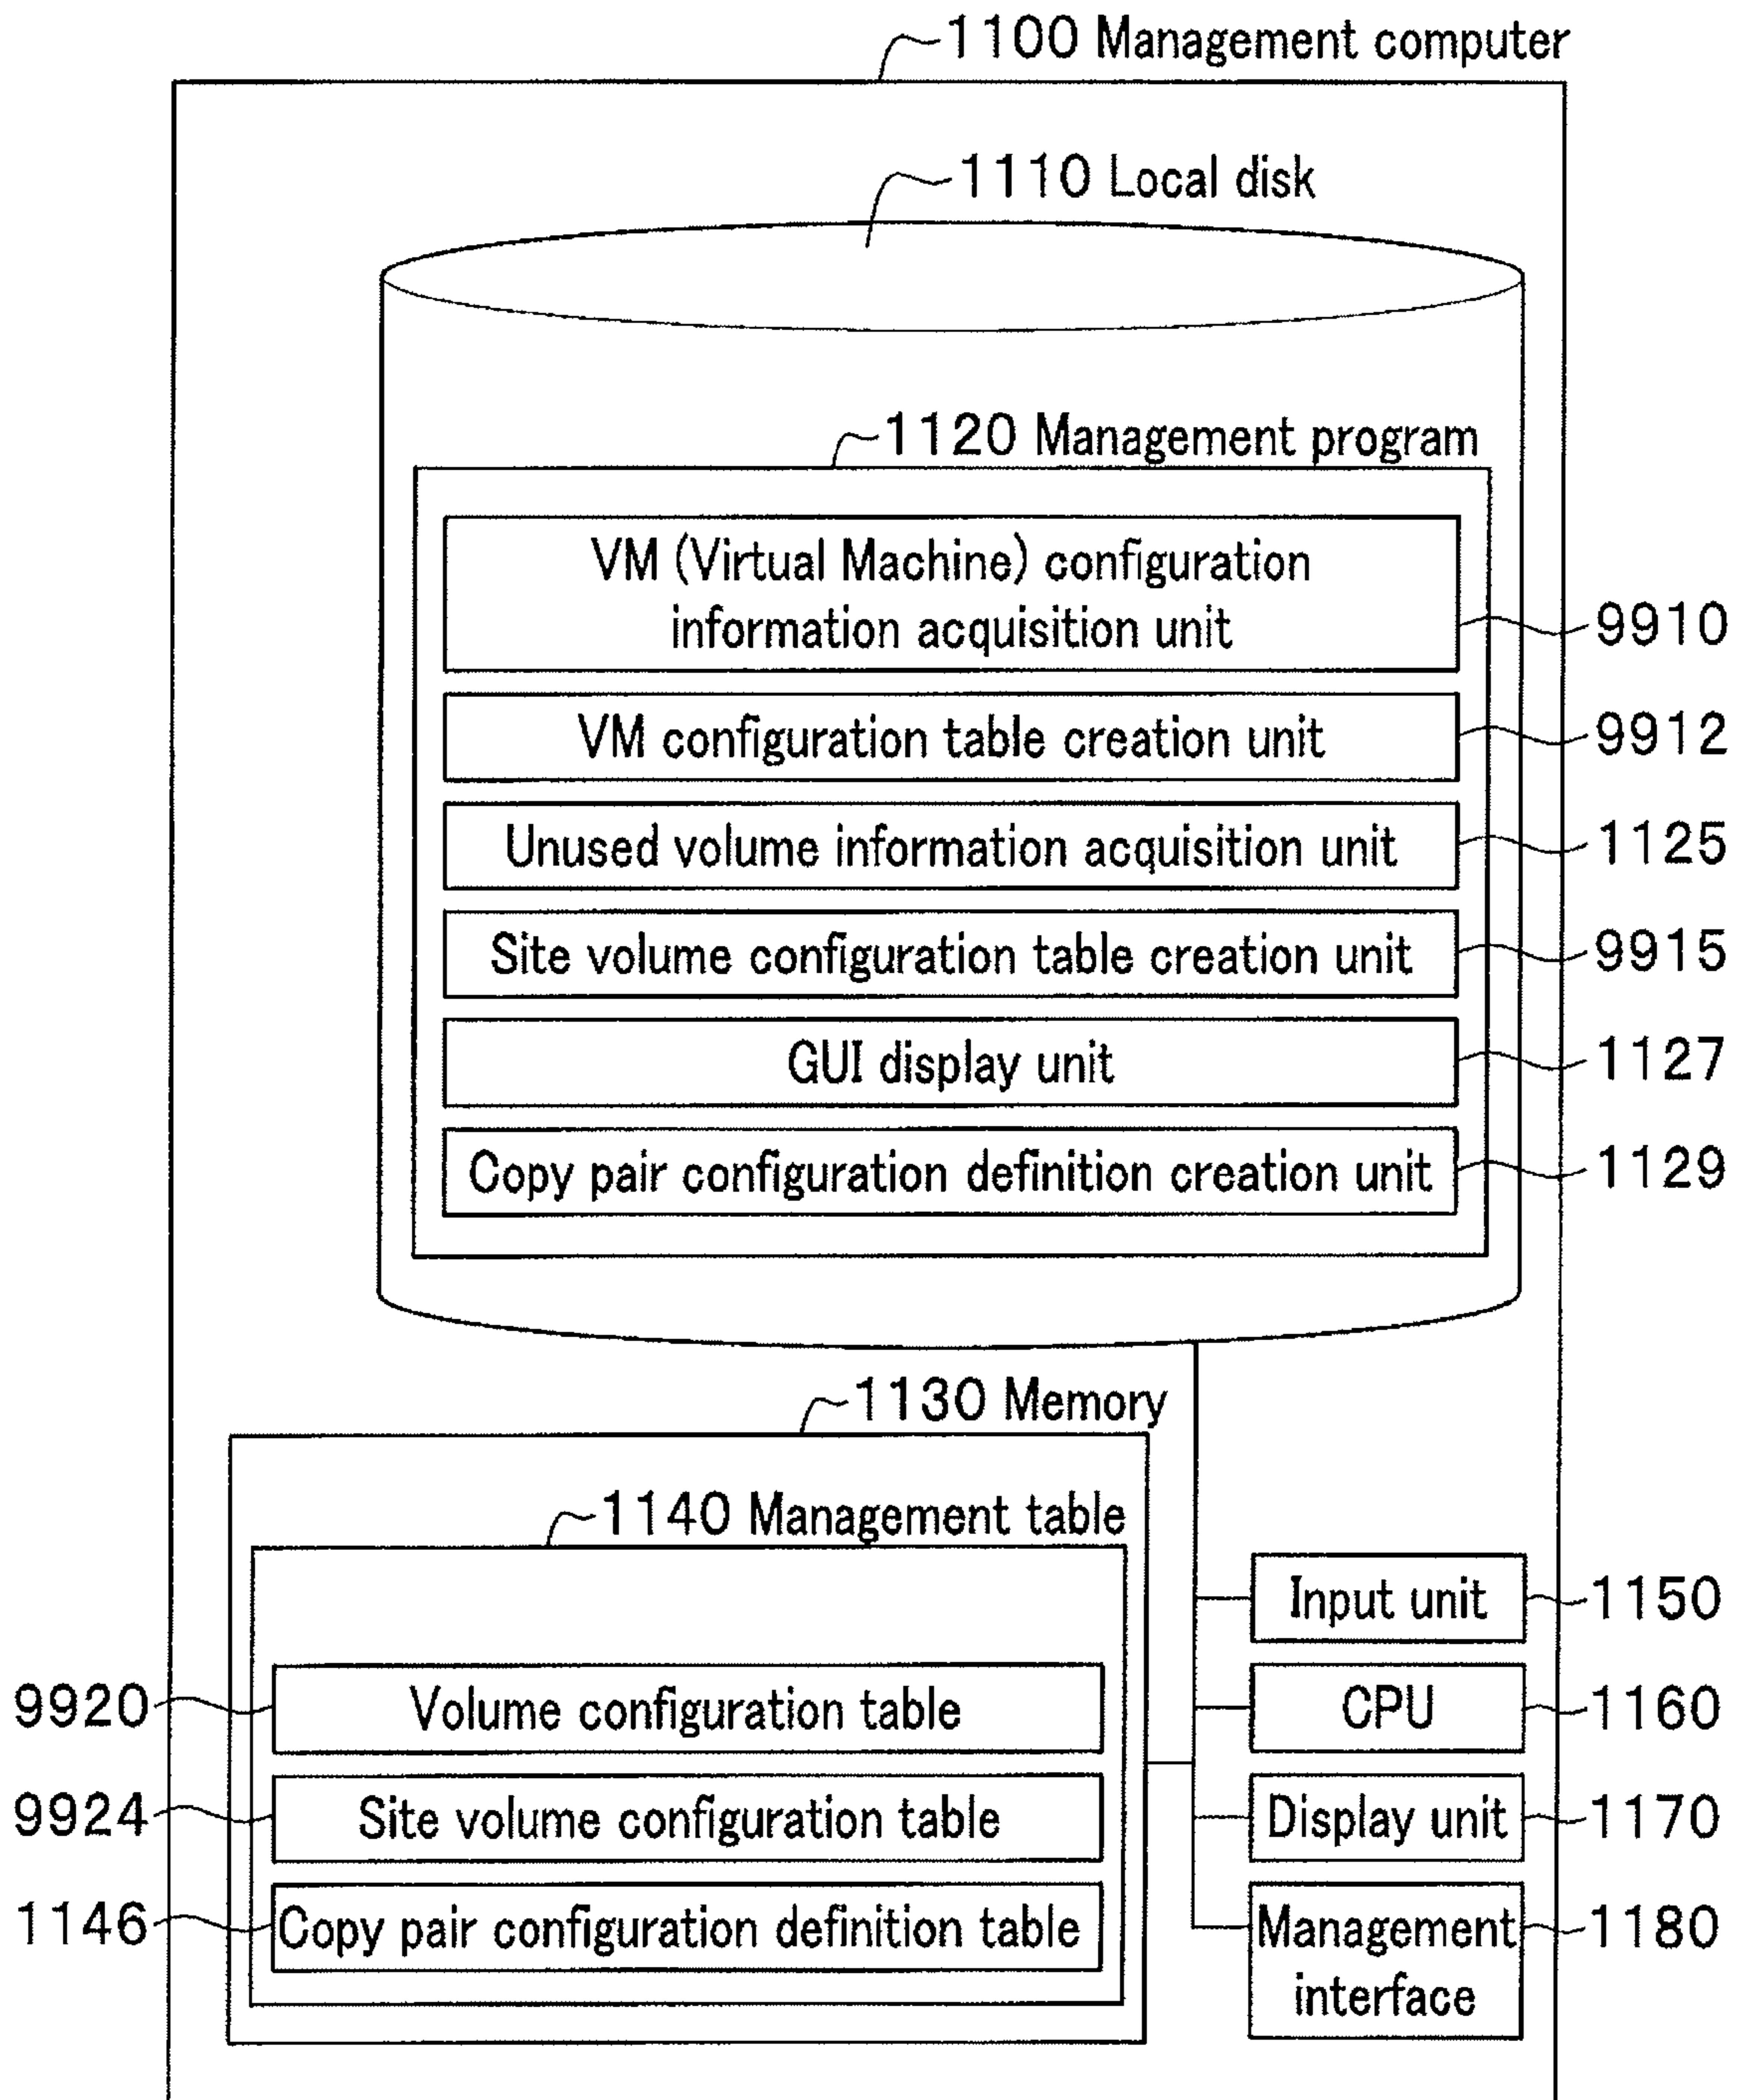 1100 Management computer
1110 Local disk
1120 Management program
VM (Virtual Machine) configuration
information acquisition unit
9910
VM configuration table creation unit
9912
Unused volume information acquisition unit
1125
Site volume configuration table creation unit
9915
GUI display unit
1127
Copy pair configuration definition creation unit
1129
1130 Memory
1140 Management table
9920
Volume configuration table
9924
Site volume configuration table
1146
Copy pair configuration definition table
Input unit
1150
CPU
1160
Display unit
1170
Management
interface
1180